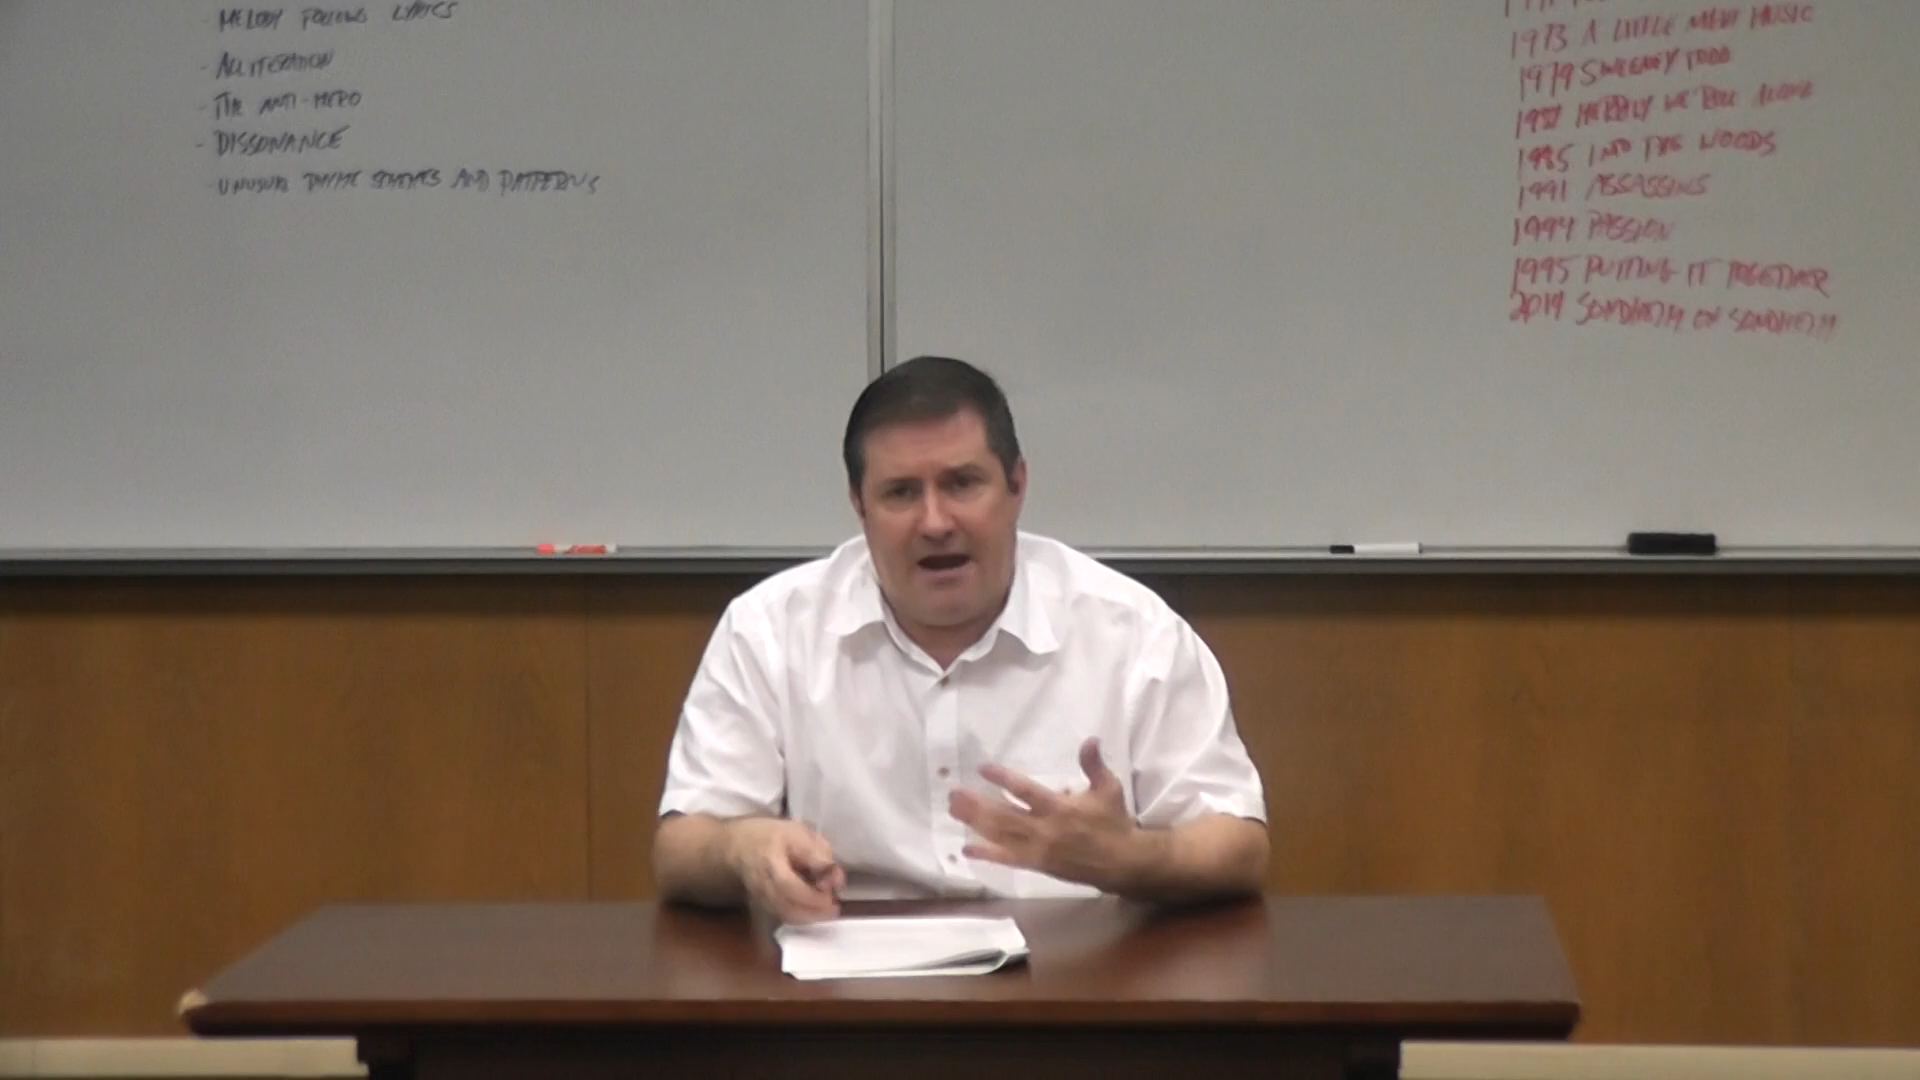 MELODY FOLLOWS LYRICS
- ALLITERATION
- THE ANTI-HERO
- DISSONANCE
- UNUSUAL RHYME SCHEMES AND PATTERNS
1973 A LITTLE NIGHT MUSIC
1979 SWEENEY TODD
1981 MERRILY WE ROLL ALONG
1985 INTO THE WOODS
1991 ASSASSINS
1994 PASSION
1995 PUTTING IT TOGETHER
2014 SONDHEIM ON SONDHEIM